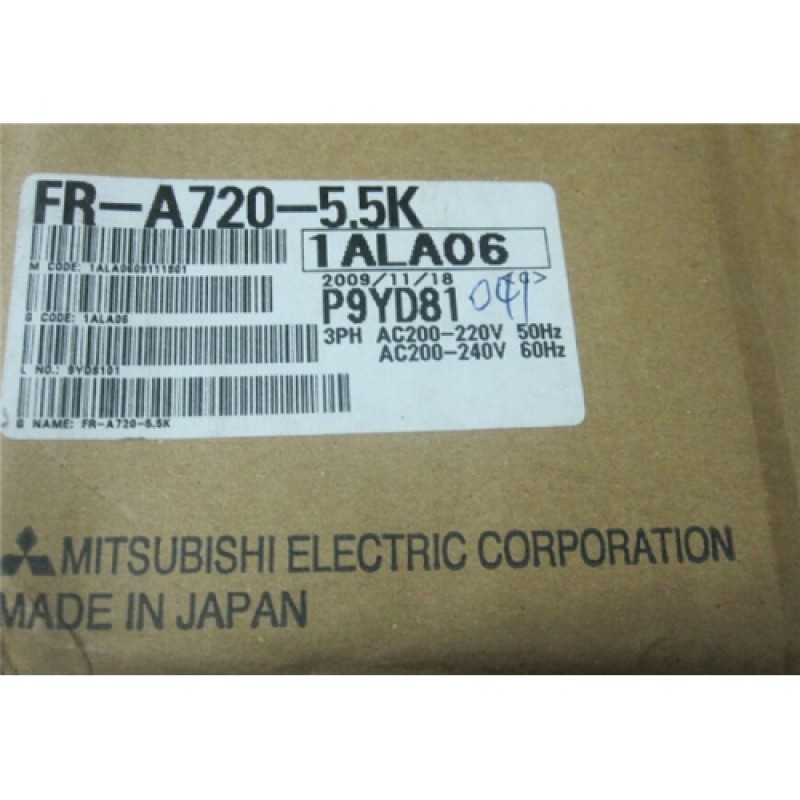 FR-A720-5.5K
1ALA06
M CODE: 1ALA0609111801
2009/11/18
G CODE: 1ALA06
P9YD81
3PH AC200-220V 50Hz
AC200-240V 60Hz
L NO.: 9YD8101
G NAME: FR-A720-5.5K
MITSUBISHI ELECTRIC CORPORATION
MADE IN JAPAN